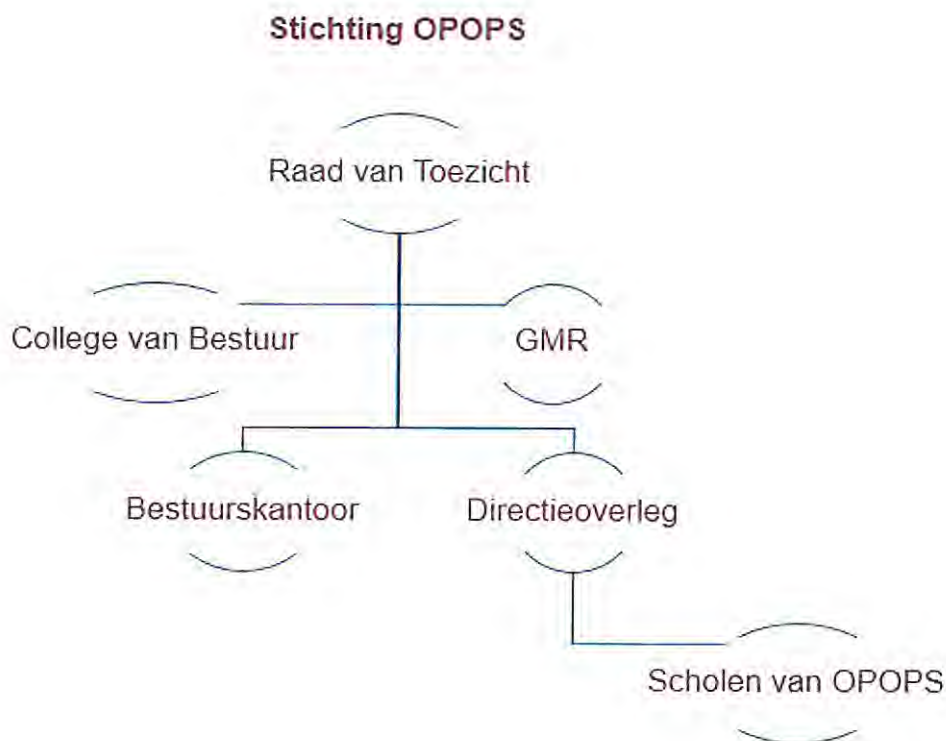 Stichting OPOPS
Raad van Toezicht
College van Bestuur
GMR
Bestuurskantoor
Directieoverleg
Scholen van OPOPS